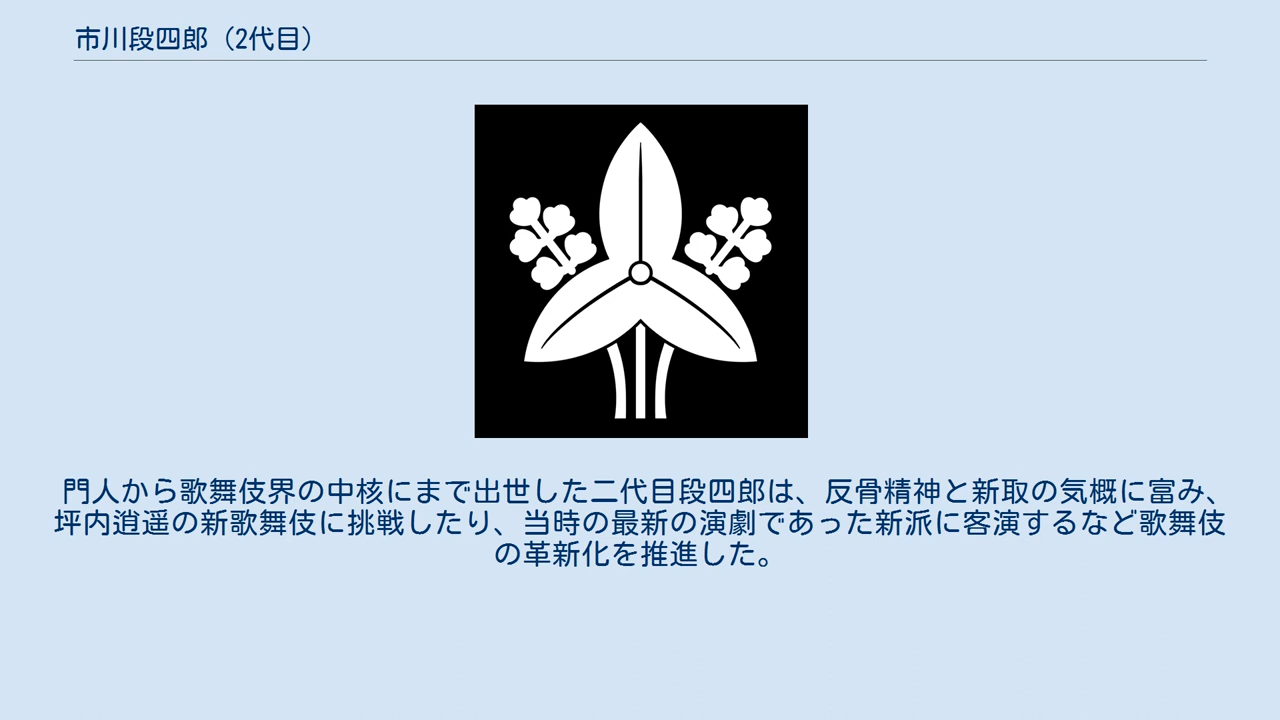 市川段四郎（2代目）
門人から歌舞伎界の中核にまで出世した二代目段四郎は、反骨精神と新取の気概に富み、
坪内逍遥の新歌舞伎に挑戦したり、当時の最新の演劇であった新派に客演するなど歌舞伎
の革新化を推進した。